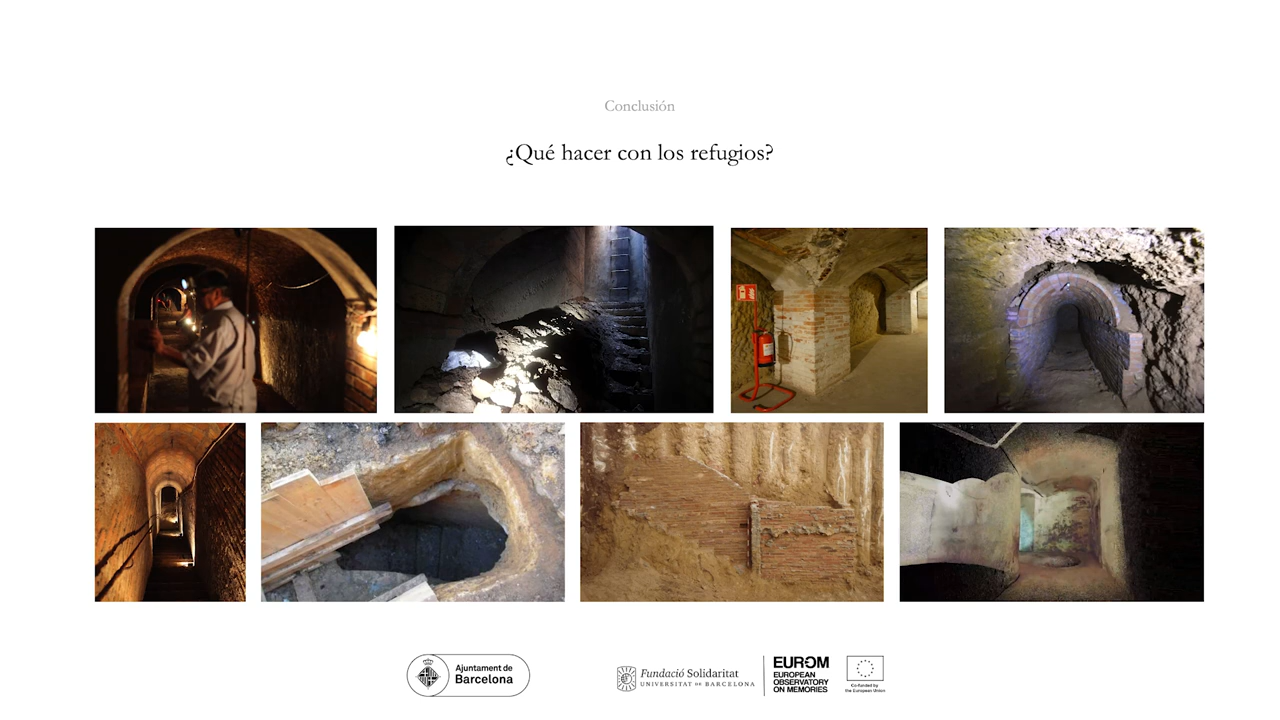 Conclusión
¿Qué hacer con los refugios?
Ajuntament de
Barcelona
Fundació Solidaritat
UNIVERSITAT DE BARCELONA
EUROM
EUROPEAN
OBSERVATORY
ON MEMORIES
Co-funded by
the European Union